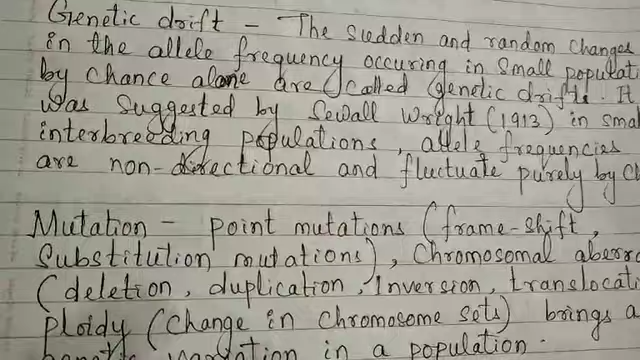 Genetic drift - The sudden and random changes
in the allele frequency occuring in small populat
by chance alone are called genetic drift. It
was suggested by Sewall Wright (1913) in smal
interbreeding populations, allele frequencies
are non-directional and fluctuate purely by c
Mutation - point mutations (frame-shift,
Substitution mutations), Chromosomal aberr
(deletion, duplication, Inversion, translocati
Ploidy (change in chromosome sets) brings a
variation in a population.